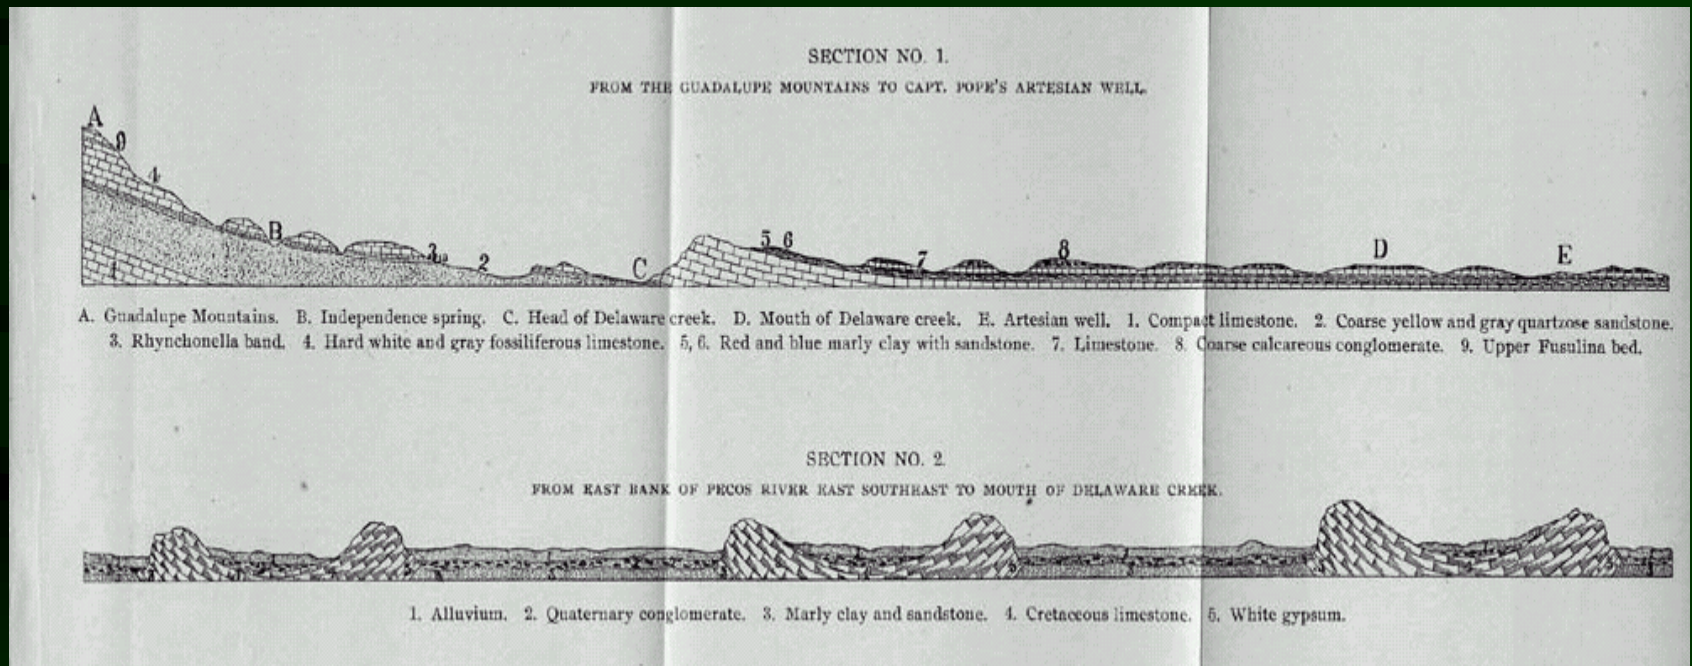 SECTION NO. 1.
FROM THE GUADALUPE MOUNTAINS TO CAPT. POPE'S ARTESIAN WELL.
A
9
4
B
3
2
1
C
5 6
7
8
D
E
A. Guadalupe Mountains. B. Independence spring. C. Head of Delaware creek. D. Mouth of Delaware creek. E. Artesian well. 1. Compact limestone. 2. Coarse yellow and gray quartzose sandstone.
3. Rhynchonella band. 4. Hard white and gray fossiliferous limestone. 5, 6. Red and blue marly clay with sandstone. 7. Limestone. 8. Coarse calcareous conglomerate. 9. Upper Fusulina bed.
SECTION NO. 2.
FROM EAST BANK OF PECOS RIVER EAST SOUTHEAST TO MOUTH OF DELAWARE CREEK.
1. Alluvium. 2. Quaternary conglomerate. 3. Marly clay and sandstone. 4. Cretaceous limestone. 5. White gypsum.